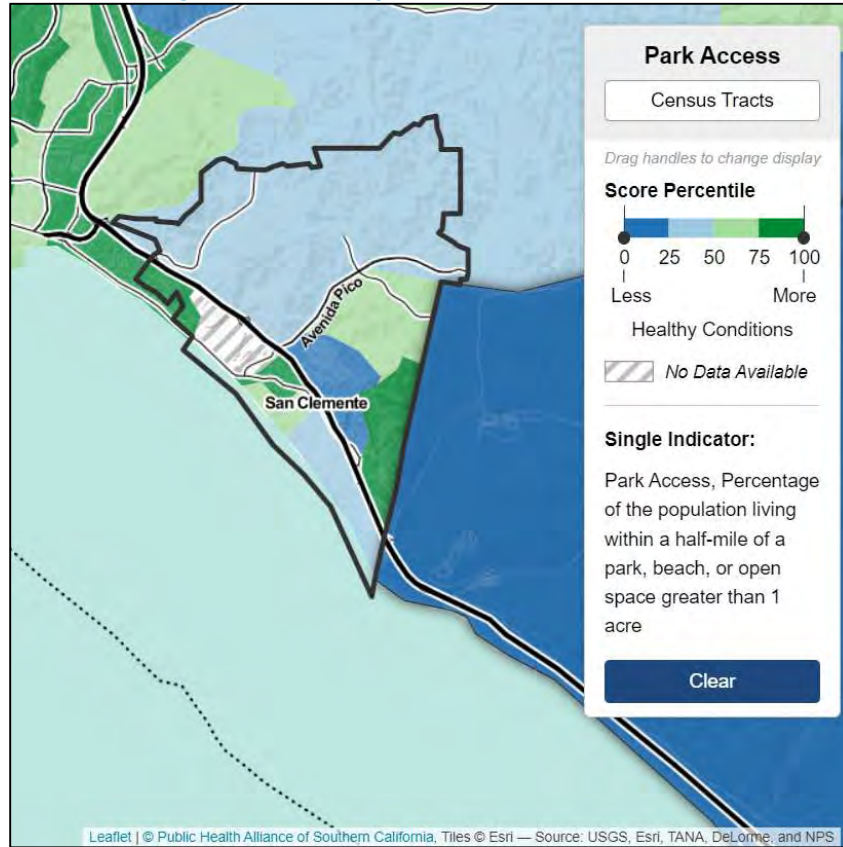 Park Access
Census Tracts
Drag handles to change display
Score Percentile
0 25 50 75 100
Less More
Healthy Conditions
No Data Available
Single Indicator:
Park Access, Percentage
of the population living
within a half-mile of a
park, beach, or open
space greater than 1
acre
Clear
Avenida Pico
San Clemente
Leaflet | © Public Health Alliance of Southern California, Tiles © Esri — Source: USGS, Esri, TANA, DeLorme, and NPS